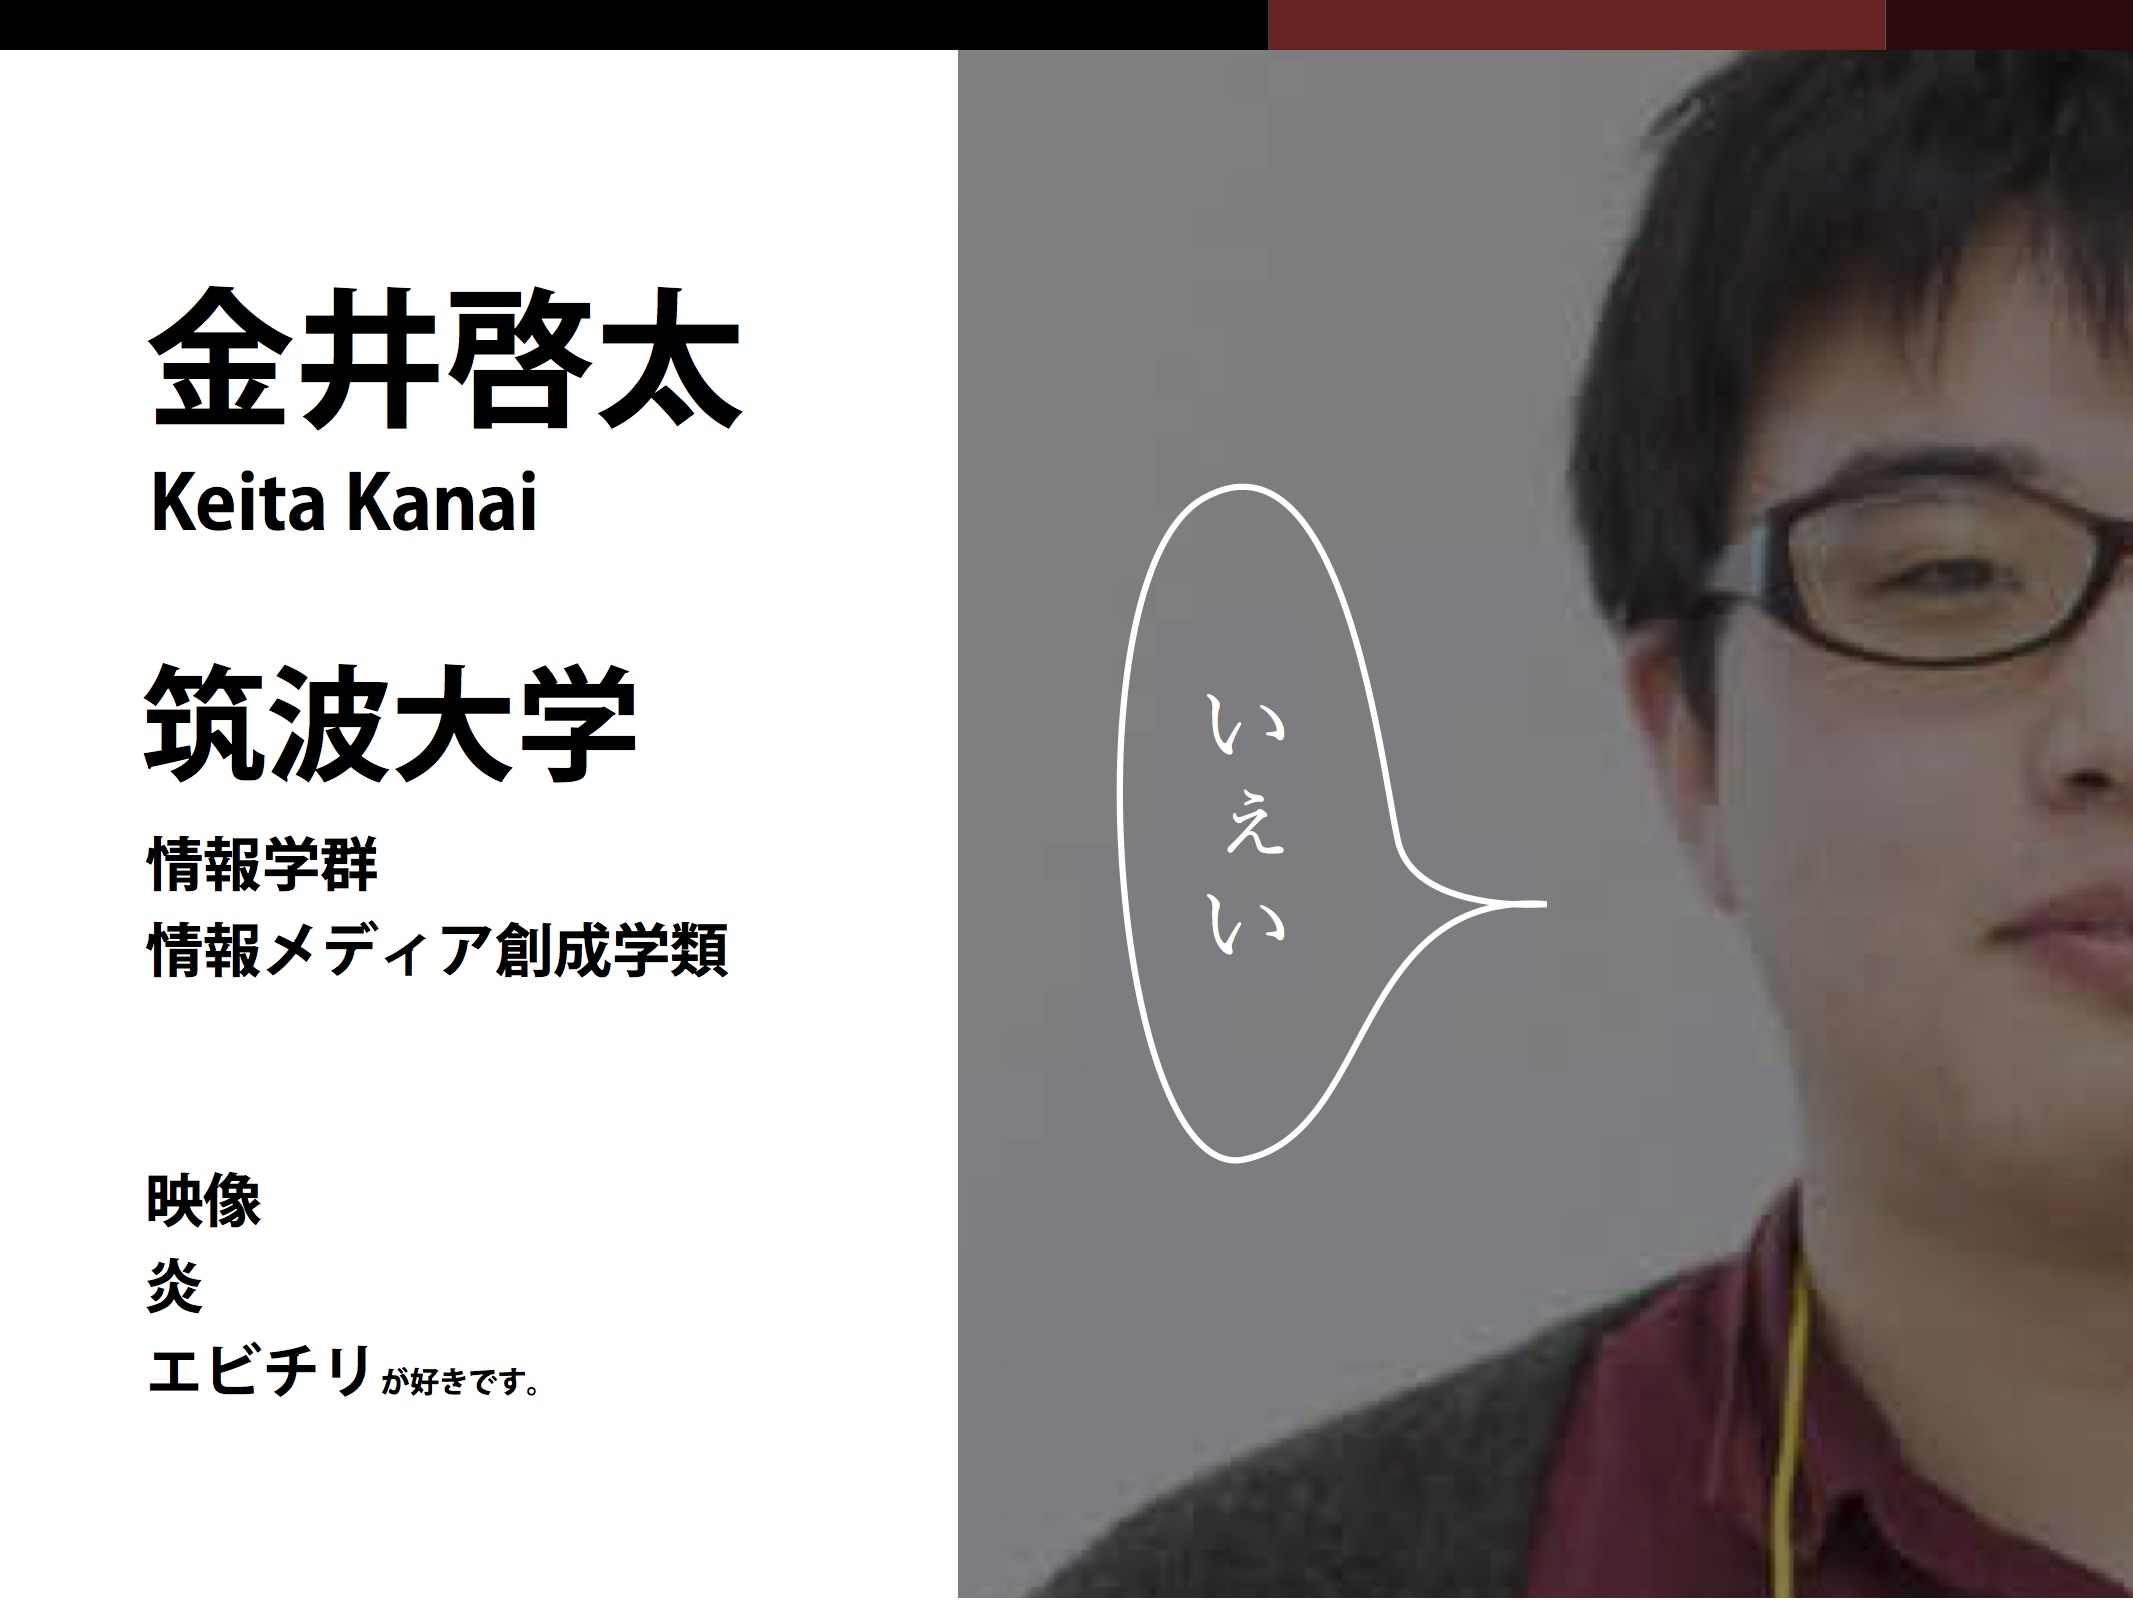 金井啓太
Keita Kanai
筑波大学
情報学群
情報メディア創成学類
映像
炎
エビチリが好きです。
いぇい